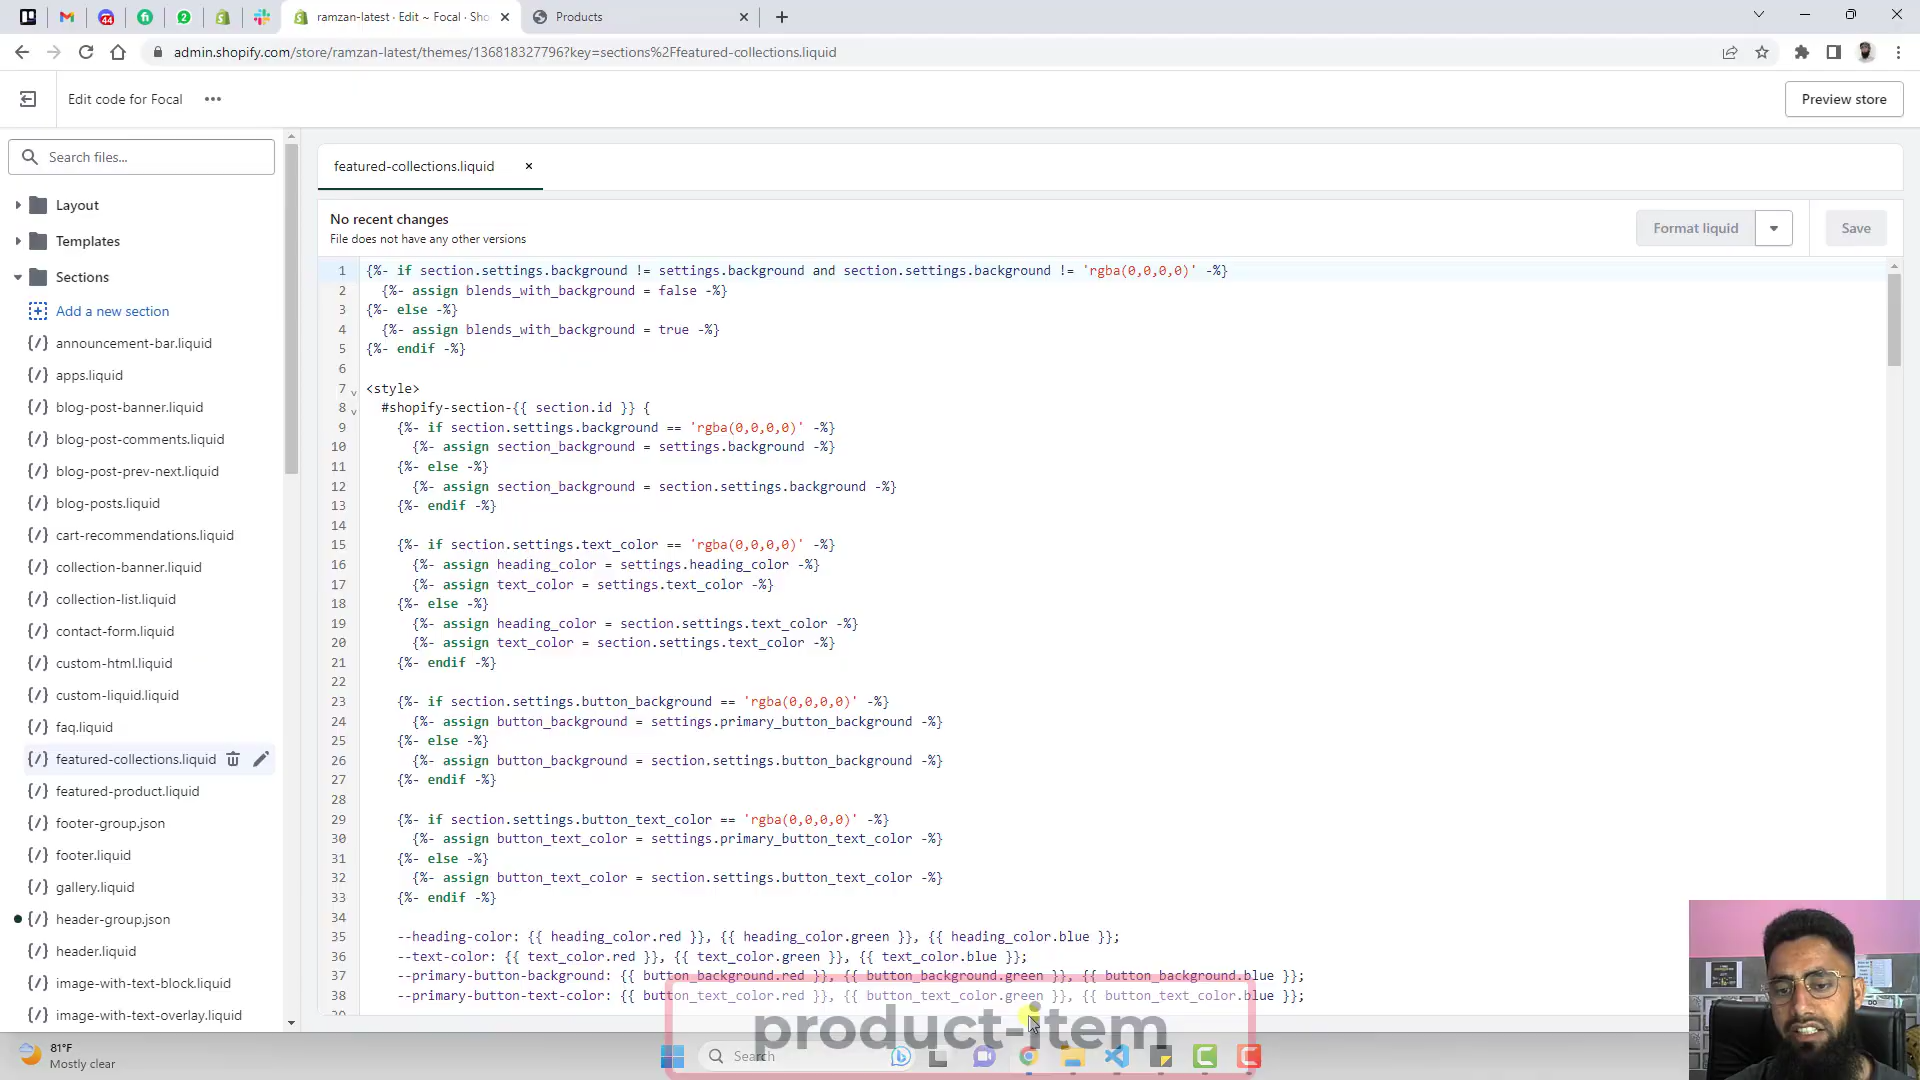 44
2
ramzan-latest · Edit ~ Focal · Sho
Products
admin.shopify.com/store/ramzan-latest/themes/136818327796?key=sections%2Ffeatured-collections.liquid
Edit code for Focal
Preview store
Search files...
Layout
Templates
Sections
Add a new section
announcement-bar.liquid
apps.liquid
blog-post-banner.liquid
blog-post-comments.liquid
blog-post-prev-next.liquid
blog-posts.liquid
cart-recommendations.liquid
collection-banner.liquid
collection-list.liquid
contact-form.liquid
custom-html.liquid
custom-liquid.liquid
faq.liquid
featured-collections.liquid
featured-product.liquid
footer-group.json
footer.liquid
gallery.liquid
header-group.json
header.liquid
image-with-text-block.liquid
image-with-text-overlay.liquid
featured-collections.liquid
No recent changes
File does not have any other versions
Format liquid
Save
1 {%- if section.settings.background != settings.background and section.settings.background != 'rgba(0,0,0,0)' -%}
2 {%- assign blends_with_background = false -%}
3 {%- else -%}
4 {%- assign blends_with_background = true -%}
5 {%- endif -%}
6
7 <style>
8 #shopify-section-{{ section.id }} {
9 {%- if section.settings.background == 'rgba(0,0,0,0)' -%}
10 {%- assign section_background = settings.background -%}
11 {%- else -%}
12 {%- assign section_background = section.settings.background -%}
13 {%- endif -%}
14
15 {%- if section.settings.text_color == 'rgba(0,0,0,0)' -%}
16 {%- assign heading_color = settings.heading_color -%}
17 {%- assign text_color = settings.text_color -%}
18 {%- else -%}
19 {%- assign heading_color = section.settings.text_color -%}
20 {%- assign text_color = section.settings.text_color -%}
21 {%- endif -%}
22
23 {%- if section.settings.button_background == 'rgba(0,0,0,0)' -%}
24 {%- assign button_background = settings.primary_button_background -%}
25 {%- else -%}
26 {%- assign button_background = section.settings.button_background -%}
27 {%- endif -%}
28
29 {%- if section.settings.button_text_color == 'rgba(0,0,0,0)' -%}
30 {%- assign button_text_color = settings.primary_button_text_color -%}
31 {%- else -%}
32 {%- assign button_text_color = section.settings.button_text_color -%}
33 {%- endif -%}
34
35 --heading-color: {{ heading_color.red }}, {{ heading_color.green }}, {{ heading_color.blue }};
36 --text-color: {{ text_color.red }}, {{ text_color.green }}, {{ text_color.blue }};
37 --primary-button-background: {{ button_background.red }}, {{ button_background.green }}, {{ button_background.blue }};
38 --primary-button-text-color: {{ button_text_color.red }}, {{ button_text_color.green }}, {{ button_text_color.blue }};
product-item
81°F
Mostly clear
Search